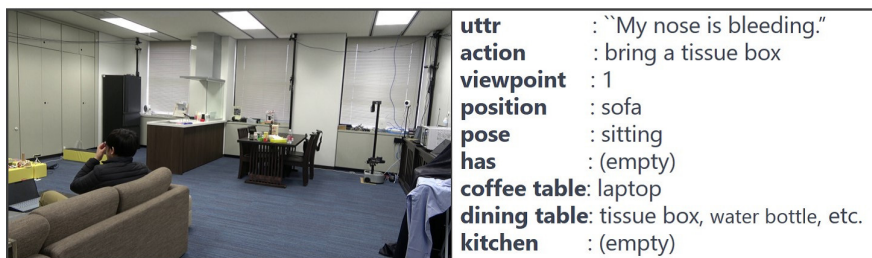 uttr : ``My nose is bleeding.”
action : bring a tissue box
viewpoint : 1
position : sofa
pose : sitting
has : (empty)
coffee table: laptop
dining table: tissue box, water bottle, etc.
kitchen : (empty)